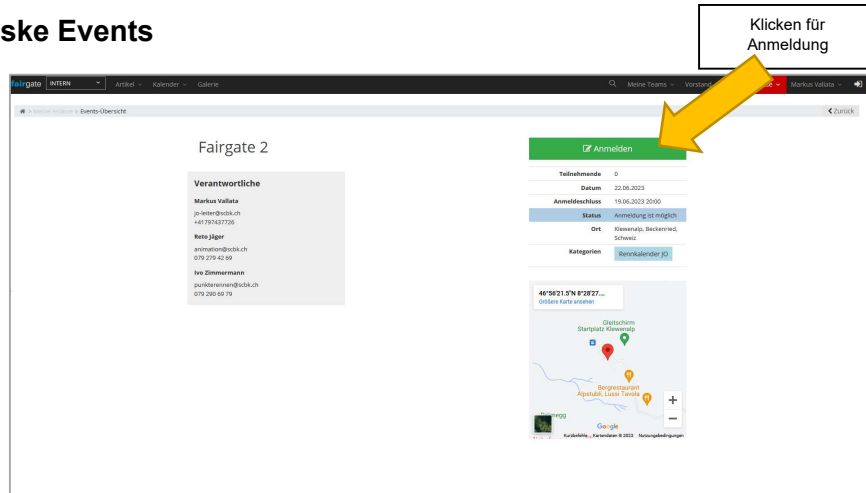 ske Events
Klicken für
Anmeldung
fairgate INTERN Artikel Kalender Galerie Meine Teams Vorstand Markus Vallata
Events-Übersicht Zurück
Fairgate 2
Verantwortliche
Markus Vallata
jo-leiter@scbk.ch
+41797437726
Reto Jäger
animation@scbk.ch
079 279 42 69
Ivo Zimmermann
punkterennen@scbk.ch
079 290 69 79
Anmelden
Teilnehmende 0
Datum 22.06.2023
Anmeldeschluss 19.06.2023 20:00
Status Anmeldung ist möglich
Ort Klewenalp, Beckenried,
Schweiz
Kategorien Rennkalender JO
46°56'21.5"N 8°28'27....
Größere Karte ansehen
Gleitschirm
Startplatz Klewenalp
Bergrestaurant
Alpstubli, Lussi Tavola
Google
Kurzbefehle Kartendaten © 2023 Nutzungsbedingungen